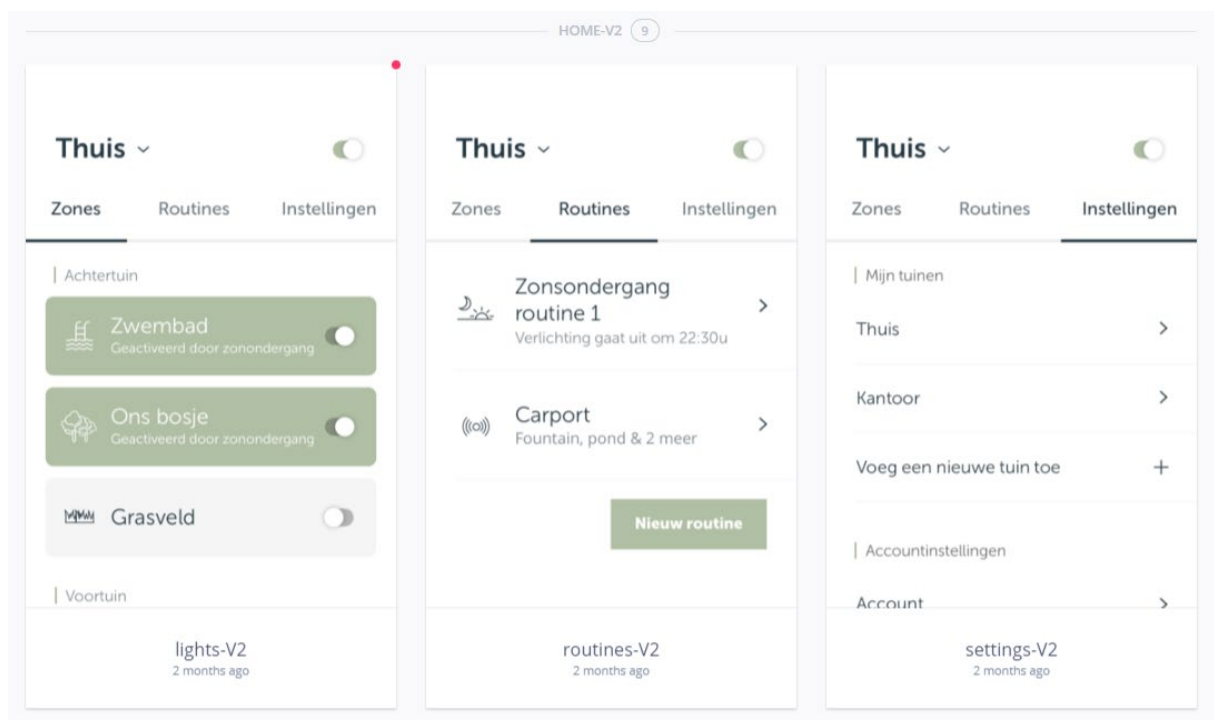 HOME-V2 9
Thuis
Zones Routines Instellingen
Achtertuin
Zwembad
Geactiveerd door zonondergang
Ons bosje
Geactiveerd door zonondergang
Grasveld
Voortuin
lights-V2
2 months ago
Thuis
Zones Routines Instellingen
Zonsondergang
routine 1
Verlichting gaat uit om 22:30u
Carport
Fountain, pond & 2 meer
Nieuw routine
routines-V2
2 months ago
Thuis
Zones Routines Instellingen
Mijn tuinen
Thuis
Kantoor
Voeg een nieuwe tuin toe
Accountinstellingen
Account
settings-V2
2 months ago